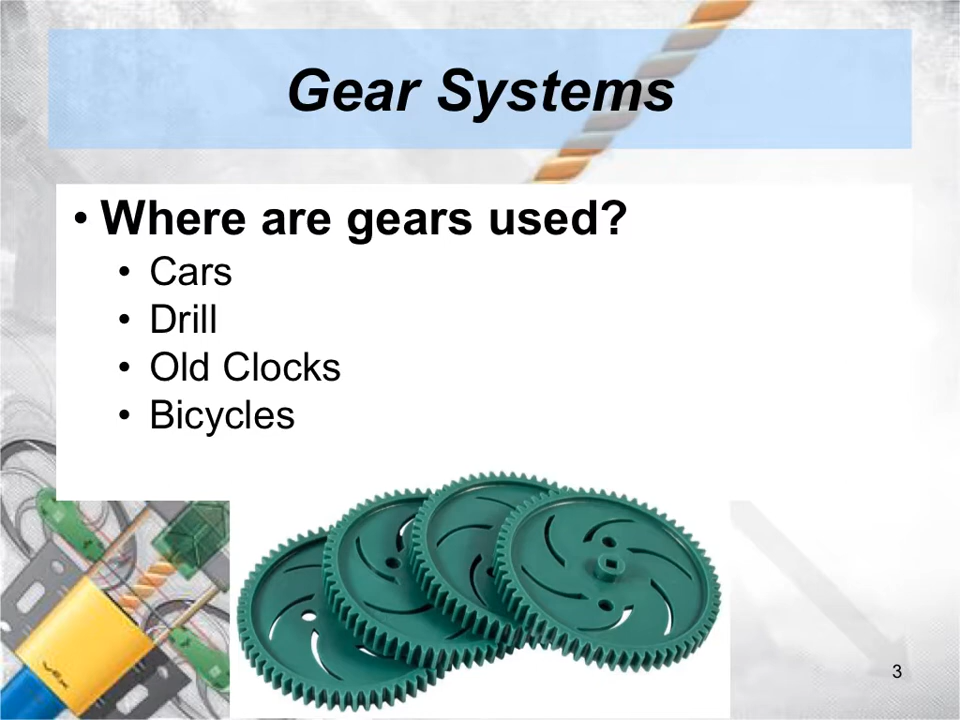 Gear Systems
• Where are gears used?
• Cars
• Drill
• Old Clocks
• Bicycles
3